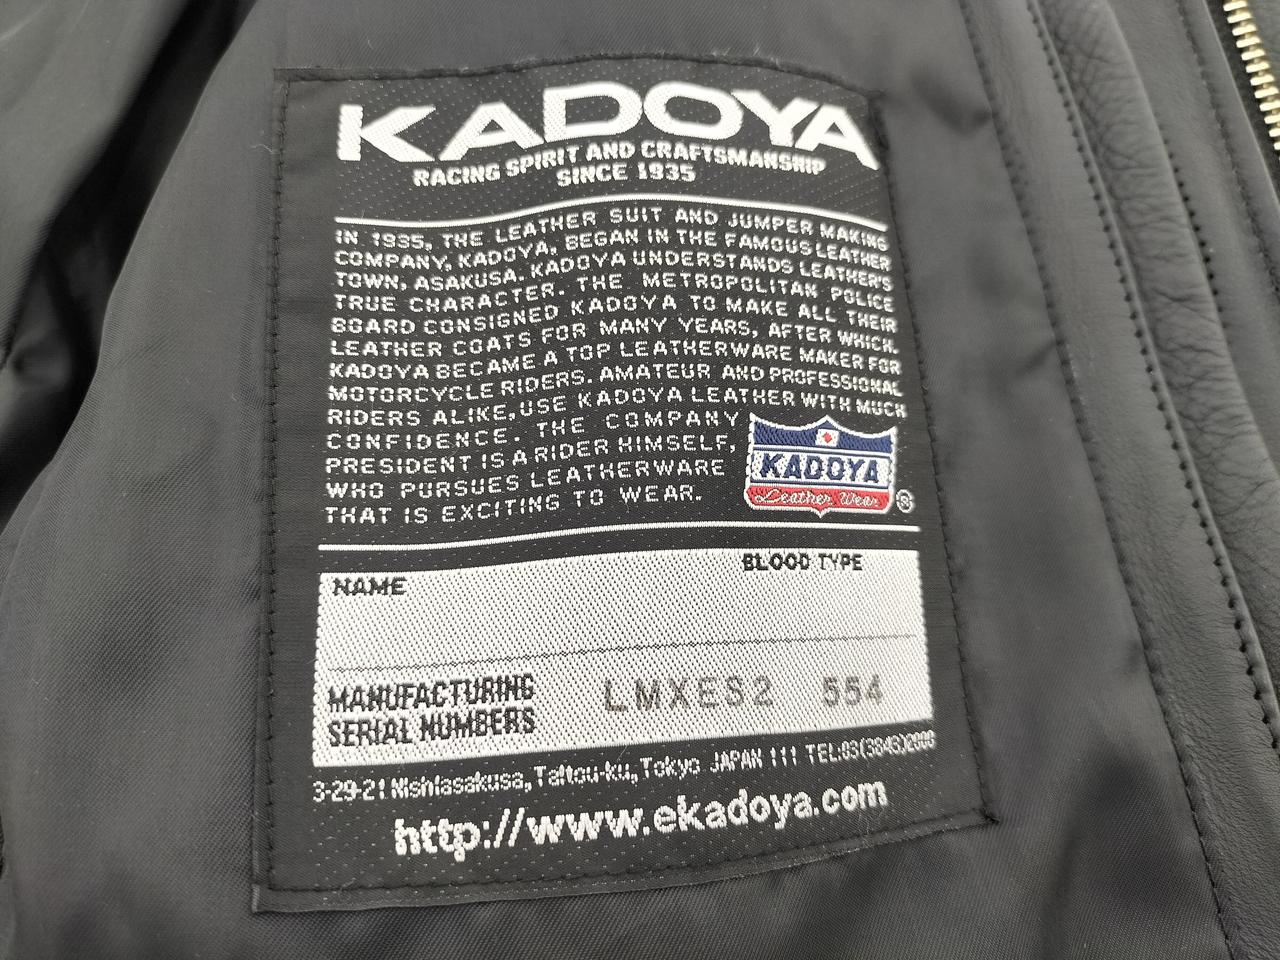 KADOYA
RACING SPIRIT AND CRAFTSMANSHIP
SINCE 1935
IN 1935, THE LEATHER SUIT AND JUMPER MAKING
COMPANY, KADOYA, BEGAN IN THE FAMOUS LEATHER
TOWN, ASAKUSA. KADOYA UNDERSTANDS LEATHER'S
TRUE CHARACTER. THE METROPOLITAN POLICE
BOARD CONSIGNED KADOYA TO MAKE ALL THEIR
LEATHER COATS FOR MANY YEARS, AFTER WHICH,
KADOYA BECAME A TOP LEATHERWARE MAKER FOR
MOTORCYCLE RIDERS. AMATEUR AND PROFESSIONAL
RIDERS ALIKE, USE KADOYA LEATHER WITH MUCH
CONFIDENCE. THE COMPANY
PRESIDENT IS A RIDER HIMSELF,
WHO PURSUES LEATHERWARE
THAT IS EXCITING TO WEAR.
KADOYA
Leather Wear
®
NAME
BLOOD TYPE
MANUFACTURING
SERIAL NUMBERS
LMXES2 554
3-29-21 Nishiasakusa, Taitou-ku, Tokyo JAPAN 111 TEL:03(3843)2000
http://www.ekadoya.com